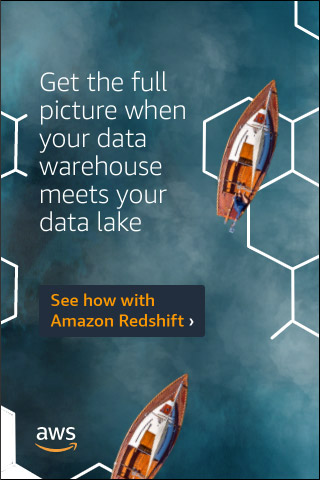 Get the full
picture when
your data
warehouse
meets your
data lake
See how with
Amazon Redshift ›
aws